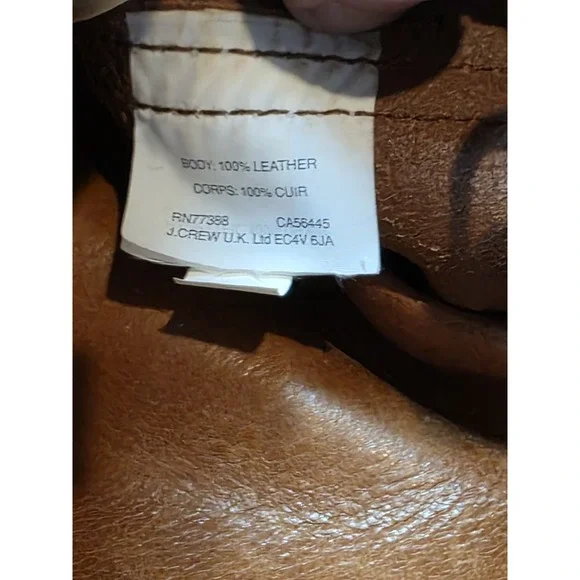 BODY: 100% LEATHER
CORPS: 100% CUIR
RN77388 CA56445
J.CREW U.K. Ltd EC4V 6JA